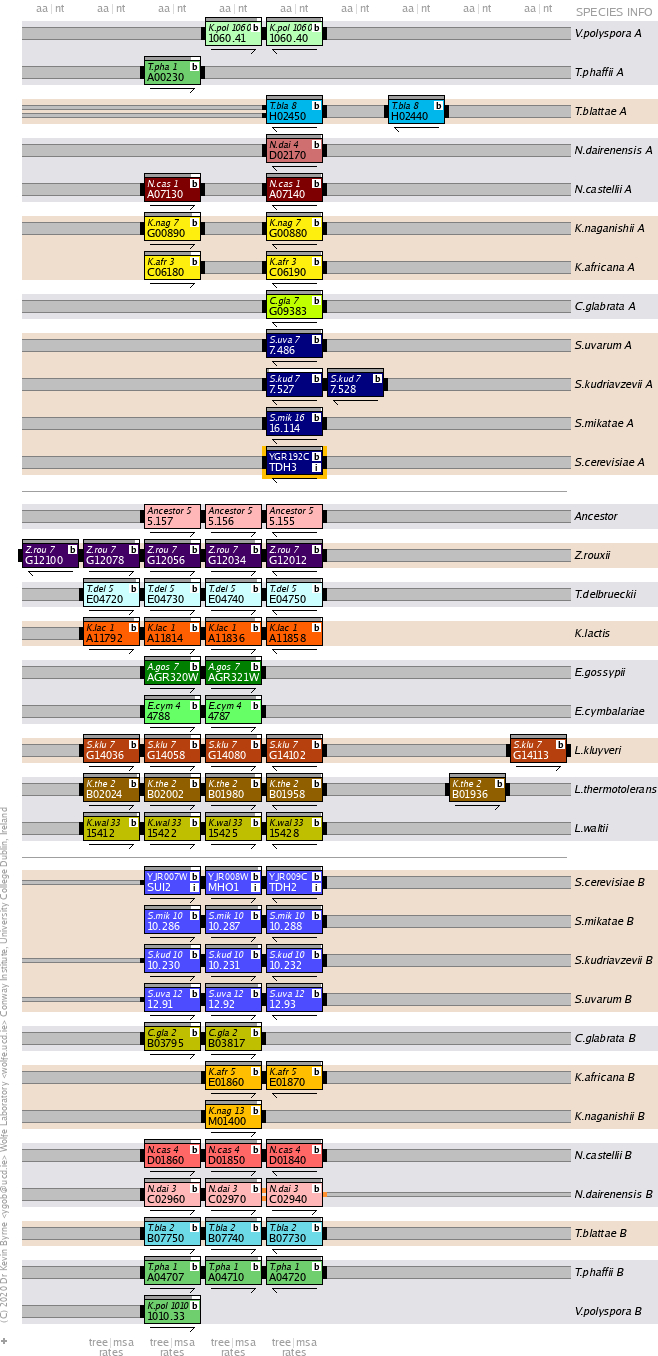 aa|nt aa|nt aa|nt aa|nt aa|nt aa|nt aa|nt aa|nt aa|nt SPECIES INFO
K.pol 1060 b K.pol 1060 b V.polyspora A
1060.41 1060.40
T.pha 1 b T.phaffii A
A00230
T.bla 8 b T.bla 8 b T.blattae A
H02450 H02440
N.dai 4 b N.dairenensis A
D02170
N.cas 1 b N.cas 1 b N.castellii A
A07130 A07140
K.nag 7 b K.nag 7 b K.naganishii A
G00890 G00880
K.afr 3 b K.afr 3 b K.africana A
C06180 C06190
C.gla 7 b C.glabrata A
G09383
S.uva 7 b S.uvarum A
7.486
S.kud 7 b S.kud 7 b S.kudriavzevii A
7.527 7.528
S.mik 16 b S.mikatae A
16.114
YGR192C b S.cerevisiae A
TDH3 i
Ancestor 5 Ancestor 5 Ancestor 5 Ancestor
5.157 5.156 5.155
Z.rou 7 b Z.rou 7 b Z.rou 7 b Z.rou 7 b Z.rou 7 b Z.rouxii
G12100 G12078 G12056 G12034 G12012
T.del 5 b T.del 5 b T.del 5 b T.del 5 b T.delbrueckii
E04720 E04730 E04740 E04750
K.lac 1 b K.lac 1 b K.lac 1 b K.lac 1 b K.lactis
A11792 A11814 A11836 A11858
A.gos 7 b A.gos 7 b E.gossypii
AGR320W AGR321W
E.cym 4 b E.cym 4 b E.cymbalariae
4788 4787
S.klu 7 b S.klu 7 b S.klu 7 b S.klu 7 b S.klu 7 b L.kluyveri
G14036 G14058 G14080 G14102 G14113
K.the 2 b K.the 2 b K.the 2 b K.the 2 b K.the 2 b L.thermotolerans
B02024 B02002 B01980 B01958 B01936
K.wal 33 b K.wal 33 b K.wal 33 b K.wal 33 b L.waltii
15412 15422 15425 15428
YJR007W b YJR008W b YJR009C b S.cerevisiae B
SUI2 i MHO1 i TDH2 i
S.mik 10 b S.mik 10 b S.mik 10 b S.mikatae B
10.286 10.287 10.288
S.kud 10 b S.kud 10 b S.kud 10 b S.kudriavzevii B
10.230 10.231 10.232
S.uva 12 b S.uva 12 b S.uva 12 b S.uvarum B
12.91 12.92 12.93
C.gla 2 b C.gla 2 b C.glabrata B
B03795 B03817
K.afr 5 b K.afr 5 b K.africana B
E01860 E01870
K.nag 13 b K.naganishii B
M01400
N.cas 4 b N.cas 4 b N.cas 4 b N.castellii B
D01860 D01850 D01840
N.dai 3 b N.dai 3 b N.dai 3 b N.dairenensis B
C02960 C02970 C02940
T.bla 2 b T.bla 2 b T.bla 2 b T.blattae B
B07750 B07740 B07730
T.pha 1 b T.pha 1 b T.pha 1 b T.phaffii B
A04707 A04710 A04720
K.pol 1010 b V.polyspora B
1010.33
tree|msa tree|msa tree|msa tree|msa
rates rates rates rates
(C) 2020 Dr Kevin Byrne <ygob@ucd.ie> Wolfe Laboratory <wolfe.ucd.ie> Conway Institute, University College Dublin, Ireland